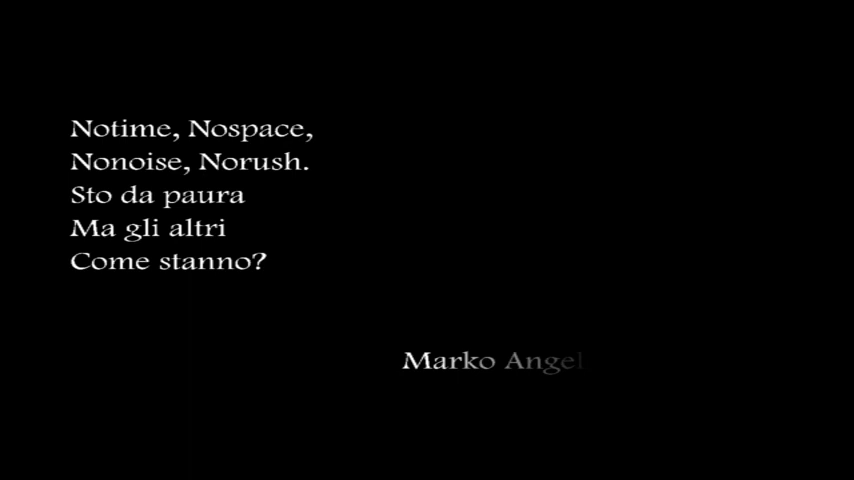 Notime, Nospace,
Nonoise, Norush.
Sto da paura
Ma gli altri
Come stanno?
Marko